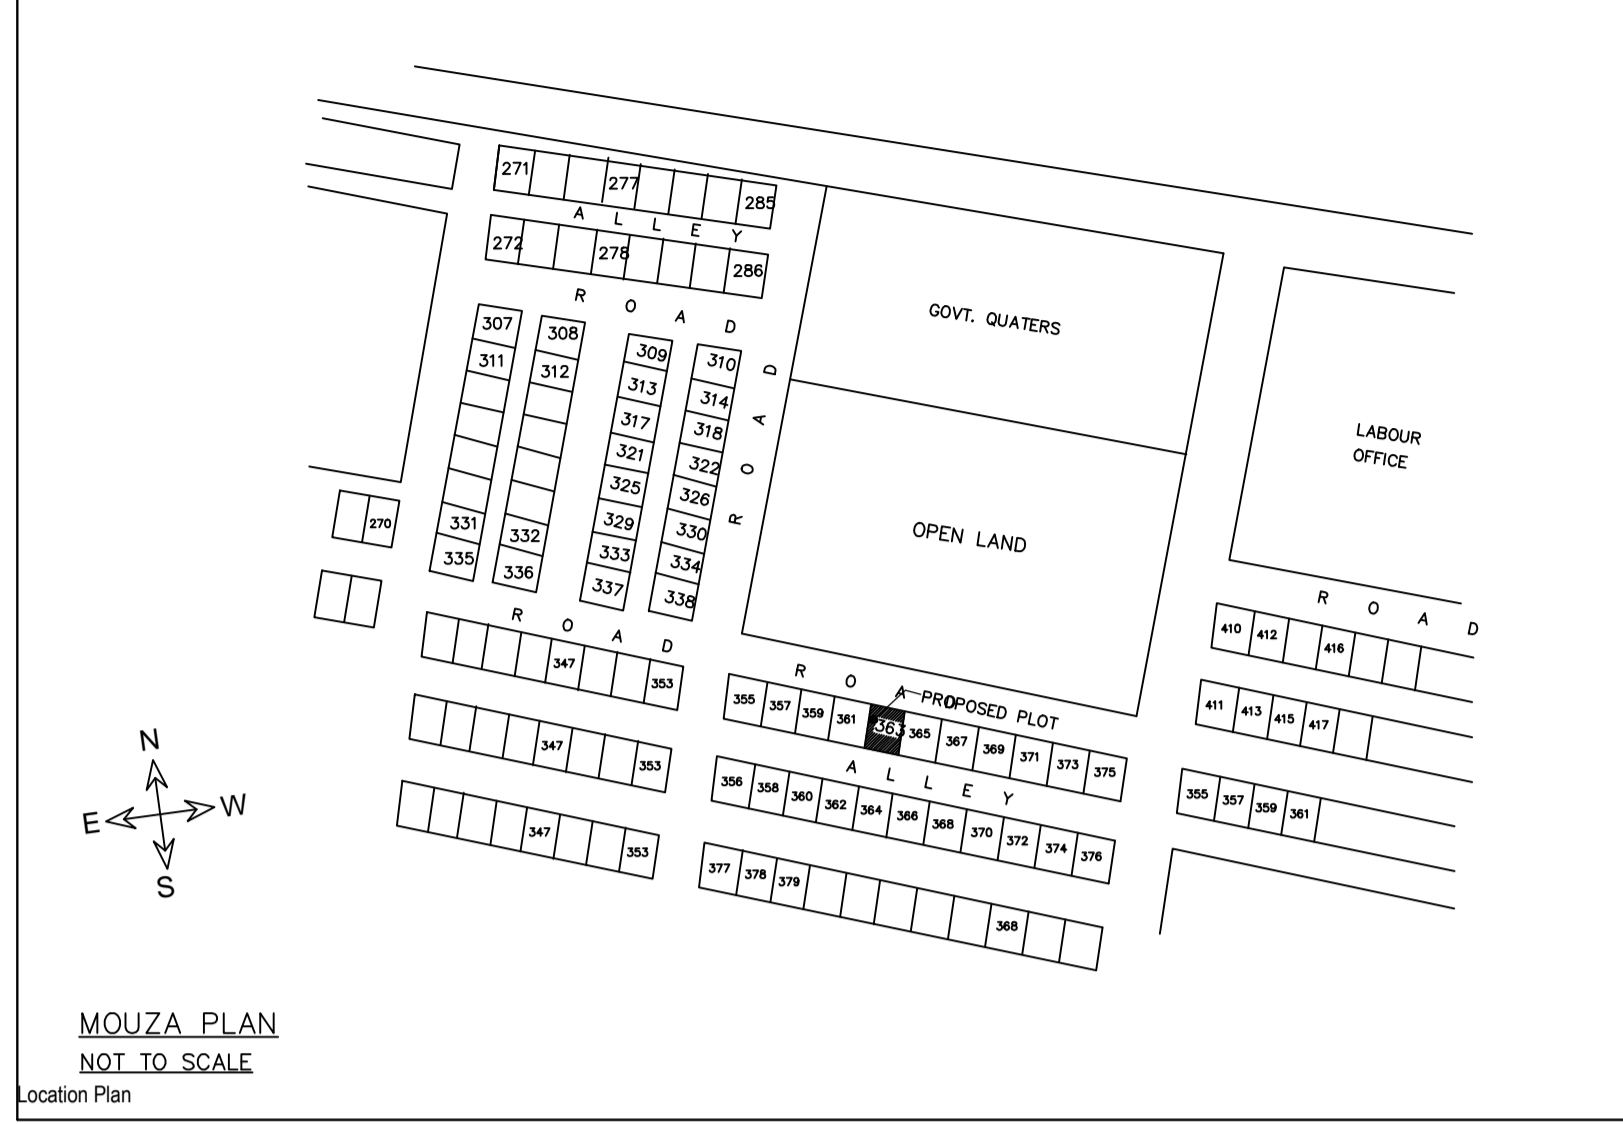 271 277 285
A L L E Y
272 278 286
R O A D
307 308 309 310
311 312 313 314
317 318
321 322
325 326
331 332 329 330
333 334
335 336 337 338
R O A D
GOVT. QUATERS
OPEN LAND
LABOUR
OFFICE
270
R O A D
347 353
347 353
347 353
R O A D
PROPOSED PLOT
355 357 359 361 363 365 367 369 371 373 375
A L L E Y
356 358 360 362 364 366 368 370 372 374 376
377 378 379 368
R O A D
410 412 416
411 413 415 417
355 357 359 361
N
E W
S
MOUZA PLAN
NOT TO SCALE
Location Plan